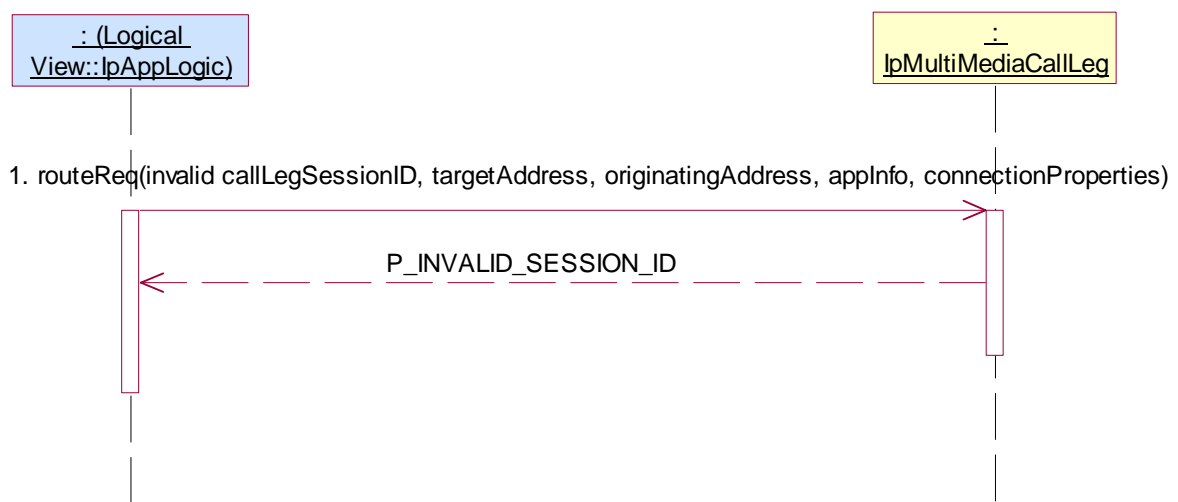 : (Logical
View::IpAppLogic)
:
IpMultiMediaCallLeg
1. routeReq(invalid callLegSessionID, targetAddress, originatingAddress, appInfo, connectionProperties)
P_INVALID_SESSION_ID